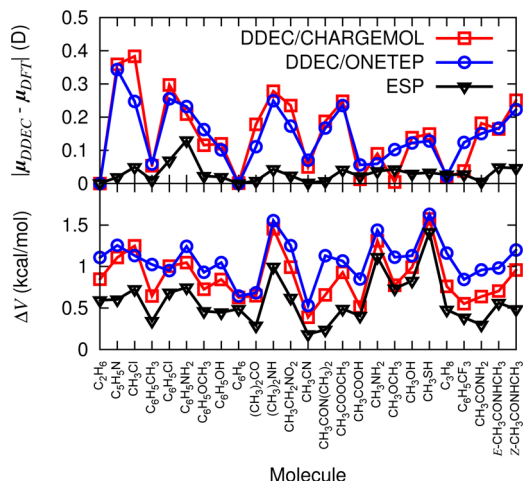 |μDDEC - μDFT| (D)
0.5
0.4
0.3
0.2
0.1
0
DDEC/CHARGEMOL
DDEC/ONETEP
ESP
ΔV (kcal/mol)
1.5
1
0.5
0
C₂H₆
C₅H₅N
CH₃Cl
C₆H₅CH₃
C₆H₅Cl
C₆H₅NH₂
C₆H₅OCH₃
C₆H₅OH
C₆H₆
(CH₃)₂CO
(CH₃)₂NH
CH₃CH₂NO₂
CH₃CN
CH₃CON(CH₃)₂
CH₃COOCH₃
CH₃COOH
CH₃NH₂
CH₃OCH₃
CH₃OH
CH₃SH
C₃H₈
C₆H₅CF₃
CH₃CONH₂
E-CH₃CONHCH₃
Z-CH₃CONHCH₃
Molecule